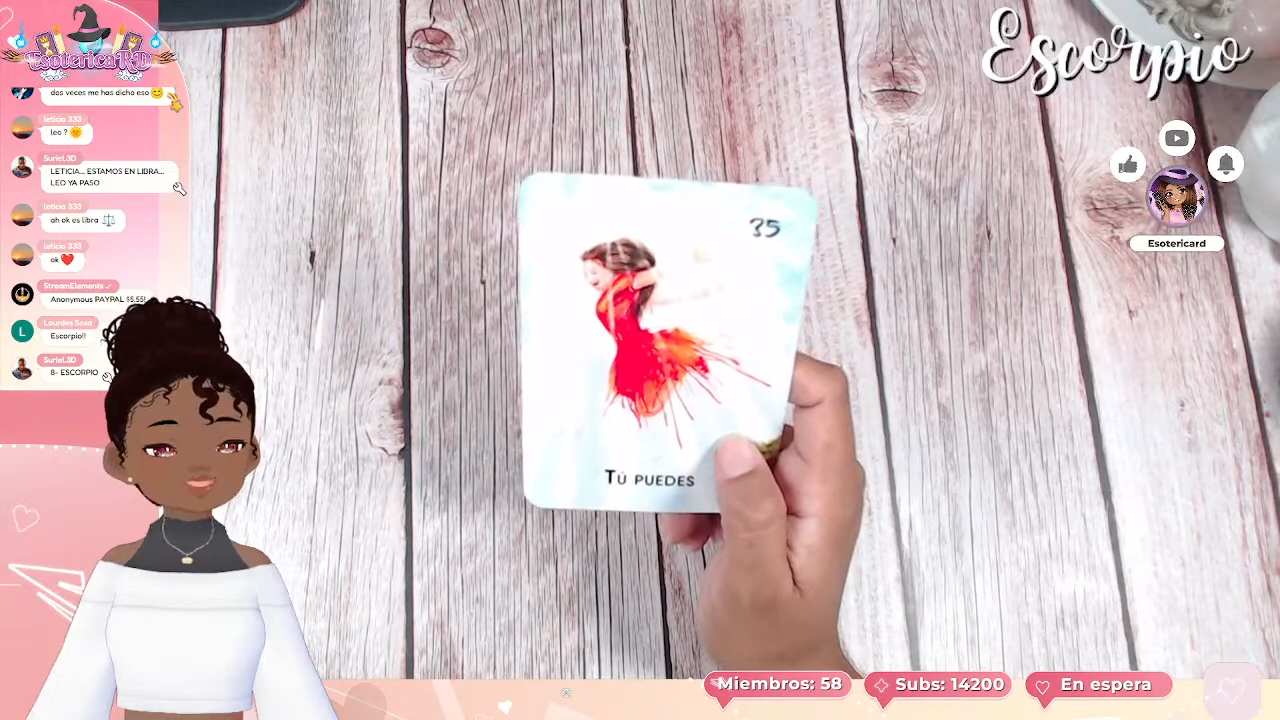 EsotericaRD
dos veces me has dicho eso
leticia 333
leo ?
Suriel.3D
LETICIA... ESTAMOS EN LIBRA...
LEO YA PASO
leticia 333
ah ok es libra
leticia 333
ok
StreamElements
Anonymous PAYPAL $5.55!
Lourdes Sosa
L
Escorpio!!
Suriel.3D
8- ESCORPIO
35
Tú puedes
Escorpio
Esotericard
Miembros: 58
Subs: 14200
En espera